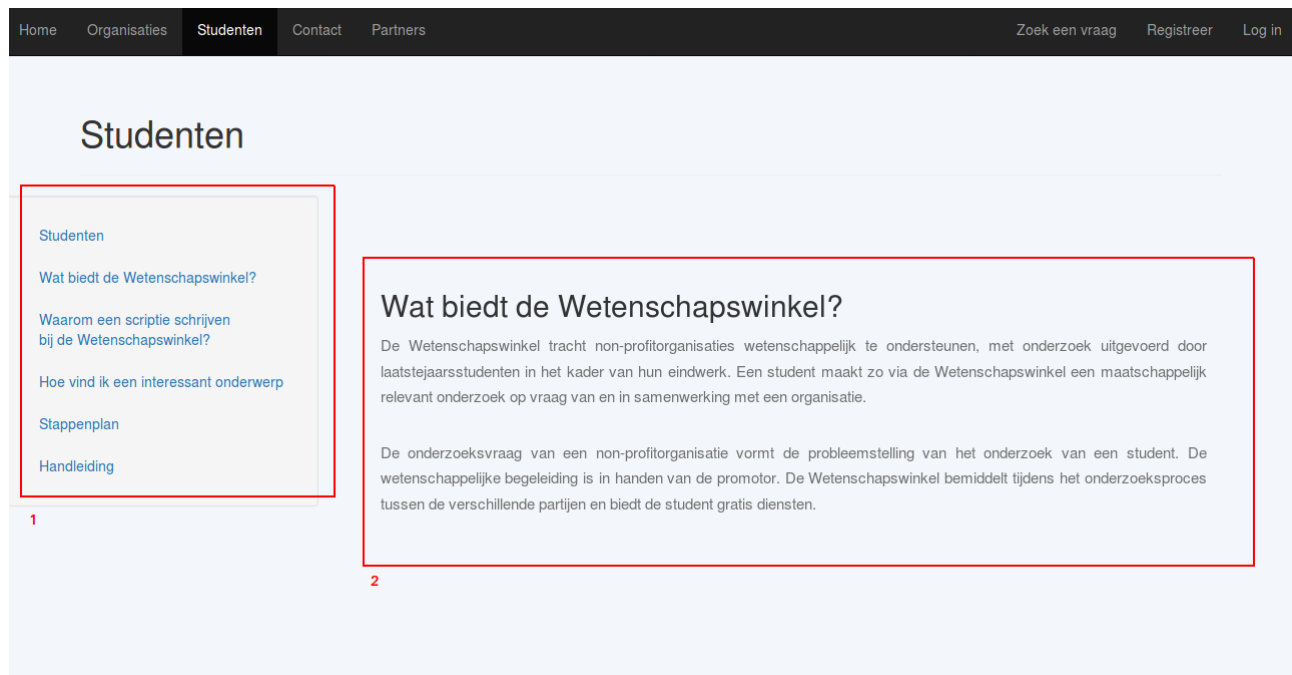 Home Organisaties Studenten Contact Partners Zoek een vraag Registreer Log in
Studenten
Studenten
Wat biedt de Wetenschapswinkel?
Waarom een scriptie schrijven
bij de Wetenschapswinkel?
Hoe vind ik een interessant onderwerp
Stappenplan
Handleiding
1
Wat biedt de Wetenschapswinkel?
De Wetenschapswinkel tracht non-profitorganisaties wetenschappelijk te ondersteunen, met onderzoek uitgevoerd door
laatstejaarsstudenten in het kader van hun eindwerk. Een student maakt zo via de Wetenschapswinkel een maatschappelijk
relevant onderzoek op vraag van en in samenwerking met een organisatie.
De onderzoeksvraag van een non-profitorganisatie vormt de probleemstelling van het onderzoek van een student. De
wetenschappelijke begeleiding is in handen van de promotor. De Wetenschapswinkel bemiddelt tijdens het onderzoeksproces
tussen de verschillende partijen en biedt de student gratis diensten.
2